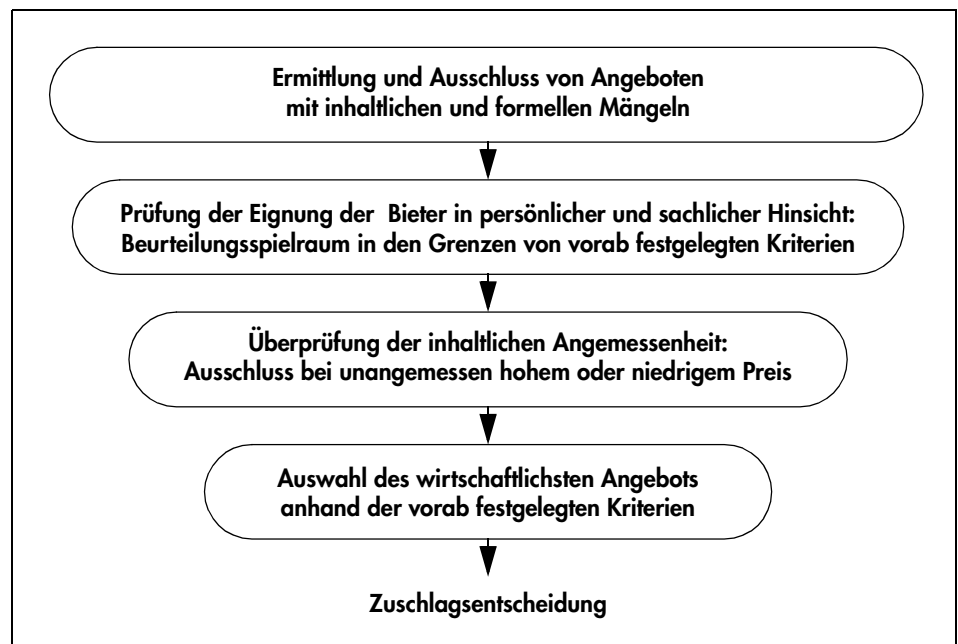 Ermittlung und Ausschluss von Angeboten
mit inhaltlichen und formellen Mängeln
Prüfung der Eignung der Bieter in persönlicher und sachlicher Hinsicht:
Beurteilungsspielraum in den Grenzen von vorab festgelegten Kriterien
Überprüfung der inhaltlichen Angemessenheit:
Ausschluss bei unangemessen hohem oder niedrigem Preis
Auswahl des wirtschaftlichsten Angebots
anhand der vorab festgelegten Kriterien
Zuschlagsentscheidung